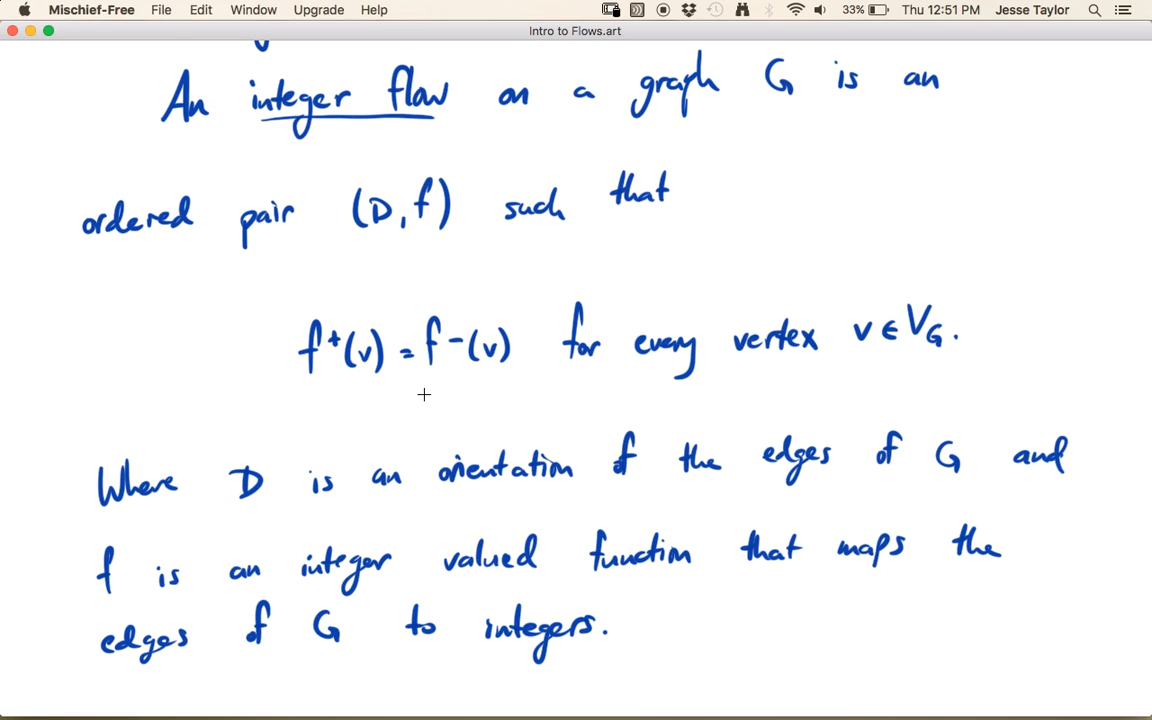 Mischief-Free File Edit Window Upgrade Help 33% Thu 12:51 PM Jesse Taylor
Intro to Flows.art
An integer flow on a graph G is an
ordered pair (D, f) such that
f+(v) = f-(v) for every vertex v ∈ VG.
Where D is an orientation of the edges of G and
f is an integer valued function that maps the
edges of G to integers.